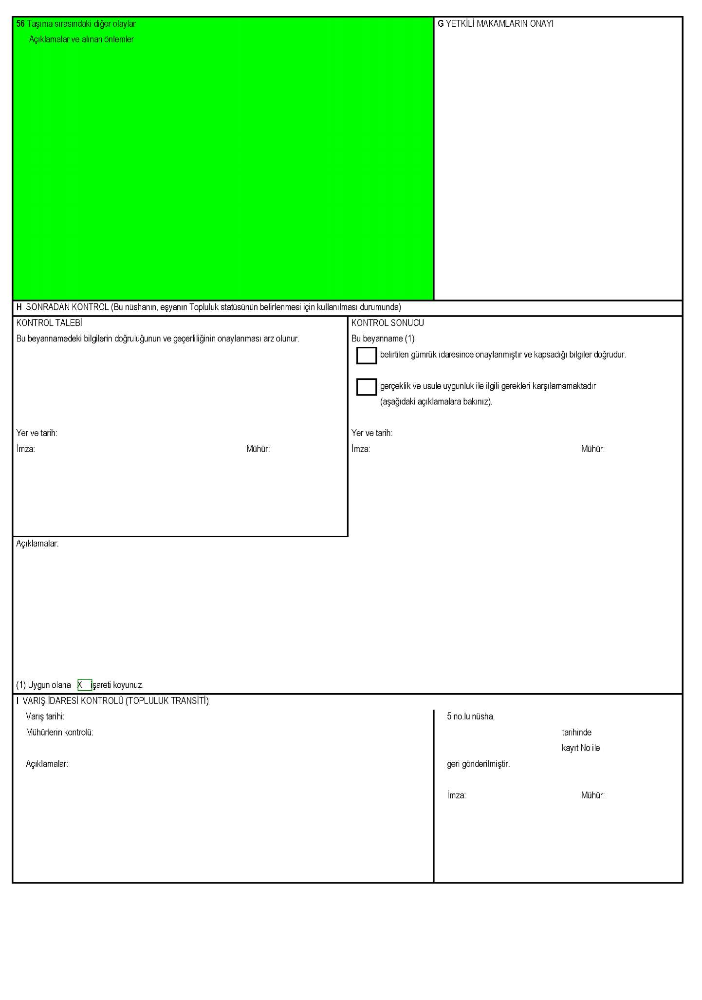 56 Taşıma sırasındaki diğer olaylar
Açıklamalar ve alınan önlemler
G YETKİLİ MAKAMLARIN ONAYI
H SONRADAN KONTROL (Bu nüshanın, eşyanın Topluluk statüsünün belirlenmesi için kullanılması durumunda)
KONTROL TALEBİ
Bu beyannamedeki bilgilerin doğruluğunun ve geçerliliğinin onaylanması arz olunur.
Yer ve tarih:
İmza: Mühür:
KONTROL SONUCU
Bu beyanname (1)
belirtilen gümrük idaresince onaylanmıştır ve kapsadığı bilgiler doğrudur.
gerçeklik ve usule uygunluk ile ilgili gerekleri karşılamamaktadır
(aşağıdaki açıklamalara bakınız).
Yer ve tarih:
İmza: Mühür:
Açıklamalar:
(1) Uygun olana X işareti koyunuz.
I VARIŞ İDARESİ KONTROLÜ (TOPLULUK TRANSİTİ)
Varış tarihi:
Mühürlerin kontrolü:
Açıklamalar:
5 no.lu nüsha,
tarihinde
kayıt No ile
geri gönderilmiştir.
İmza: Mühür: